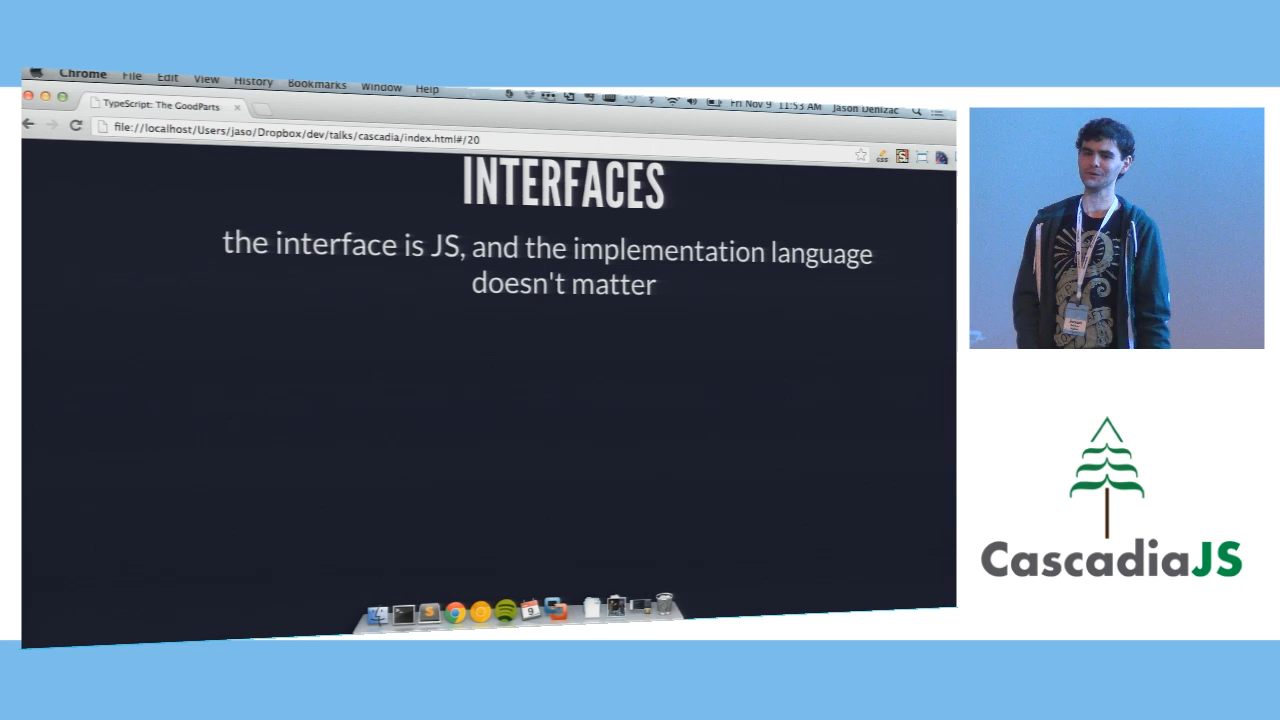 Chrome File Edit View History Bookmarks Window Help Fri Nov 9 11:53 AM Jason Denizac
TypeScript: The GoodParts
file://localhost/Users/jaso/Dropbox/dev/talks/cascadia/index.html#/20
INTERFACES
the interface is JS, and the implementation language
doesn't matter
CascadiaJS